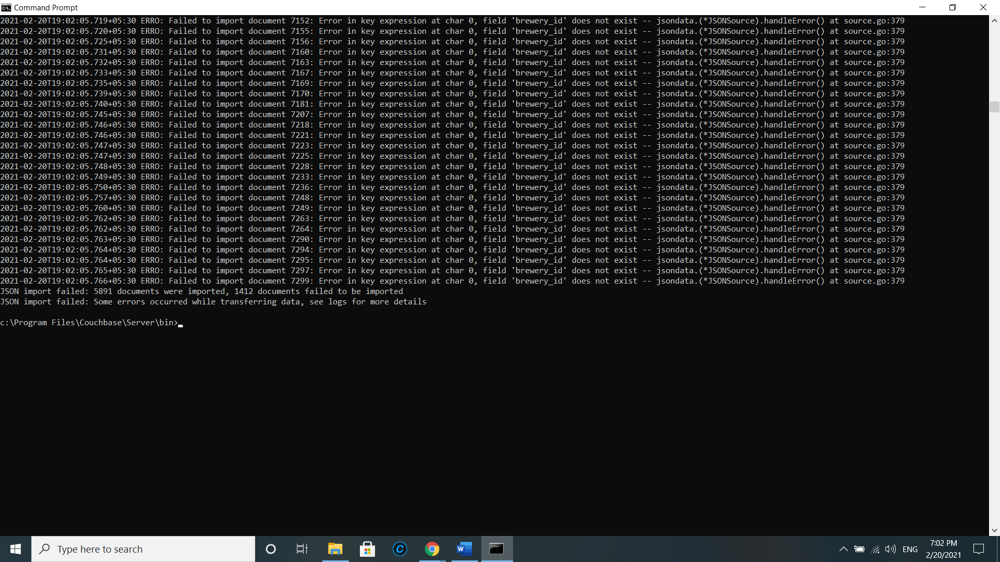 Command Prompt
2021-02-20T19:02:05.719+05:30 ERRO: Failed to import document 7152: Error in key expression at char 0, field 'brewery_id' does not exist -- jsondata.(*JSONSource).handleError() at source.go:379
2021-02-20T19:02:05.720+05:30 ERRO: Failed to import document 7155: Error in key expression at char 0, field 'brewery_id' does not exist -- jsondata.(*JSONSource).handleError() at source.go:379
2021-02-20T19:02:05.725+05:30 ERRO: Failed to import document 7156: Error in key expression at char 0, field 'brewery_id' does not exist -- jsondata.(*JSONSource).handleError() at source.go:379
2021-02-20T19:02:05.731+05:30 ERRO: Failed to import document 7160: Error in key expression at char 0, field 'brewery_id' does not exist -- jsondata.(*JSONSource).handleError() at source.go:379
2021-02-20T19:02:05.732+05:30 ERRO: Failed to import document 7163: Error in key expression at char 0, field 'brewery_id' does not exist -- jsondata.(*JSONSource).handleError() at source.go:379
2021-02-20T19:02:05.733+05:30 ERRO: Failed to import document 7167: Error in key expression at char 0, field 'brewery_id' does not exist -- jsondata.(*JSONSource).handleError() at source.go:379
2021-02-20T19:02:05.735+05:30 ERRO: Failed to import document 7169: Error in key expression at char 0, field 'brewery_id' does not exist -- jsondata.(*JSONSource).handleError() at source.go:379
2021-02-20T19:02:05.739+05:30 ERRO: Failed to import document 7170: Error in key expression at char 0, field 'brewery_id' does not exist -- jsondata.(*JSONSource).handleError() at source.go:379
2021-02-20T19:02:05.740+05:30 ERRO: Failed to import document 7181: Error in key expression at char 0, field 'brewery_id' does not exist -- jsondata.(*JSONSource).handleError() at source.go:379
2021-02-20T19:02:05.745+05:30 ERRO: Failed to import document 7207: Error in key expression at char 0, field 'brewery_id' does not exist -- jsondata.(*JSONSource).handleError() at source.go:379
2021-02-20T19:02:05.746+05:30 ERRO: Failed to import document 7218: Error in key expression at char 0, field 'brewery_id' does not exist -- jsondata.(*JSONSource).handleError() at source.go:379
2021-02-20T19:02:05.746+05:30 ERRO: Failed to import document 7221: Error in key expression at char 0, field 'brewery_id' does not exist -- jsondata.(*JSONSource).handleError() at source.go:379
2021-02-20T19:02:05.747+05:30 ERRO: Failed to import document 7223: Error in key expression at char 0, field 'brewery_id' does not exist -- jsondata.(*JSONSource).handleError() at source.go:379
2021-02-20T19:02:05.747+05:30 ERRO: Failed to import document 7225: Error in key expression at char 0, field 'brewery_id' does not exist -- jsondata.(*JSONSource).handleError() at source.go:379
2021-02-20T19:02:05.748+05:30 ERRO: Failed to import document 7228: Error in key expression at char 0, field 'brewery_id' does not exist -- jsondata.(*JSONSource).handleError() at source.go:379
2021-02-20T19:02:05.749+05:30 ERRO: Failed to import document 7233: Error in key expression at char 0, field 'brewery_id' does not exist -- jsondata.(*JSONSource).handleError() at source.go:379
2021-02-20T19:02:05.750+05:30 ERRO: Failed to import document 7236: Error in key expression at char 0, field 'brewery_id' does not exist -- jsondata.(*JSONSource).handleError() at source.go:379
2021-02-20T19:02:05.757+05:30 ERRO: Failed to import document 7248: Error in key expression at char 0, field 'brewery_id' does not exist -- jsondata.(*JSONSource).handleError() at source.go:379
2021-02-20T19:02:05.760+05:30 ERRO: Failed to import document 7249: Error in key expression at char 0, field 'brewery_id' does not exist -- jsondata.(*JSONSource).handleError() at source.go:379
2021-02-20T19:02:05.762+05:30 ERRO: Failed to import document 7263: Error in key expression at char 0, field 'brewery_id' does not exist -- jsondata.(*JSONSource).handleError() at source.go:379
2021-02-20T19:02:05.762+05:30 ERRO: Failed to import document 7264: Error in key expression at char 0, field 'brewery_id' does not exist -- jsondata.(*JSONSource).handleError() at source.go:379
2021-02-20T19:02:05.763+05:30 ERRO: Failed to import document 7290: Error in key expression at char 0, field 'brewery_id' does not exist -- jsondata.(*JSONSource).handleError() at source.go:379
2021-02-20T19:02:05.764+05:30 ERRO: Failed to import document 7294: Error in key expression at char 0, field 'brewery_id' does not exist -- jsondata.(*JSONSource).handleError() at source.go:379
2021-02-20T19:02:05.764+05:30 ERRO: Failed to import document 7295: Error in key expression at char 0, field 'brewery_id' does not exist -- jsondata.(*JSONSource).handleError() at source.go:379
2021-02-20T19:02:05.765+05:30 ERRO: Failed to import document 7297: Error in key expression at char 0, field 'brewery_id' does not exist -- jsondata.(*JSONSource).handleError() at source.go:379
2021-02-20T19:02:05.766+05:30 ERRO: Failed to import document 7299: Error in key expression at char 0, field 'brewery_id' does not exist -- jsondata.(*JSONSource).handleError() at source.go:379
JSON import failed: 5891 documents were imported, 1412 documents failed to be imported
JSON import failed: Some errors occurred while transferring data, see logs for more details
c:\Program Files\Couchbase\Server\bin>
Type here to search
ENG
7:02 PM
2/20/2021